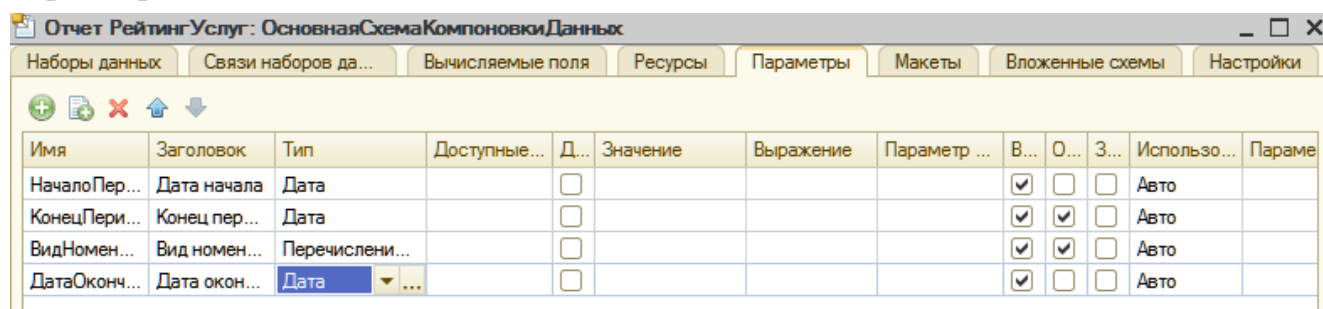 Отчет РейтингУслуг: ОсновнаяСхемаКомпоновкиДанных
Наборы данных Связи наборов да... Вычисляемые поля Ресурсы Параметры Макеты Вложенные схемы Настройки
Имя Заголовок Тип Доступные... Д... Значение Выражение Параметр ... В... О... З... Использо... Параме
НачалоПер... Дата начала Дата Авто
КонецПери... Конец пер... Дата Авто
ВидНомен... Вид номен... Перечислени... Авто
ДатаОконч... Дата окон... Дата ... Авто